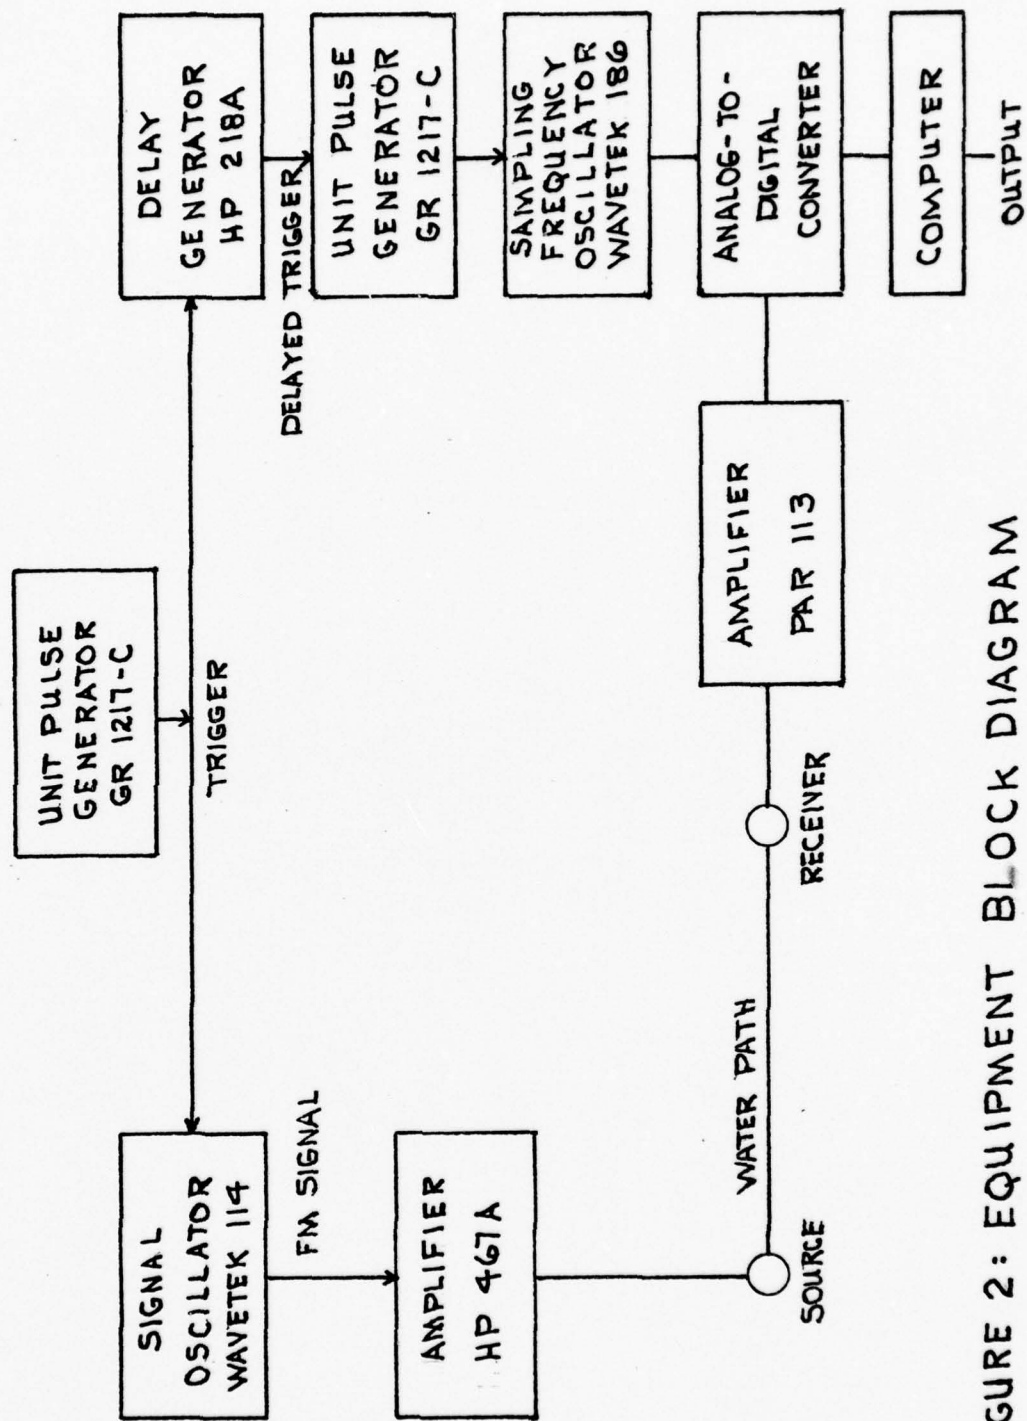 UNIT PULSE
GENERATOR
GR 1217-C
TRIGGER
SIGNAL
OSCILLATOR
WAVETEK 114
FM SIGNAL
AMPLIFIER
HP 467A
SOURCE
WATER PATH
RECEIVER
AMPLIFIER
PAR 113
DELAY
GENERATOR
HP 218A
DELAYED TRIGGER
UNIT PULSE
GENERATOR
GR 1217-C
SAMPLING
FREQUENCY
OSCILLATOR
WAVETEK 186
ANALOG-TO-
DIGITAL
CONVERTER
COMPUTER
OUTPUT
GURE 2: EQUIPMENT BLOCK DIAGRAM